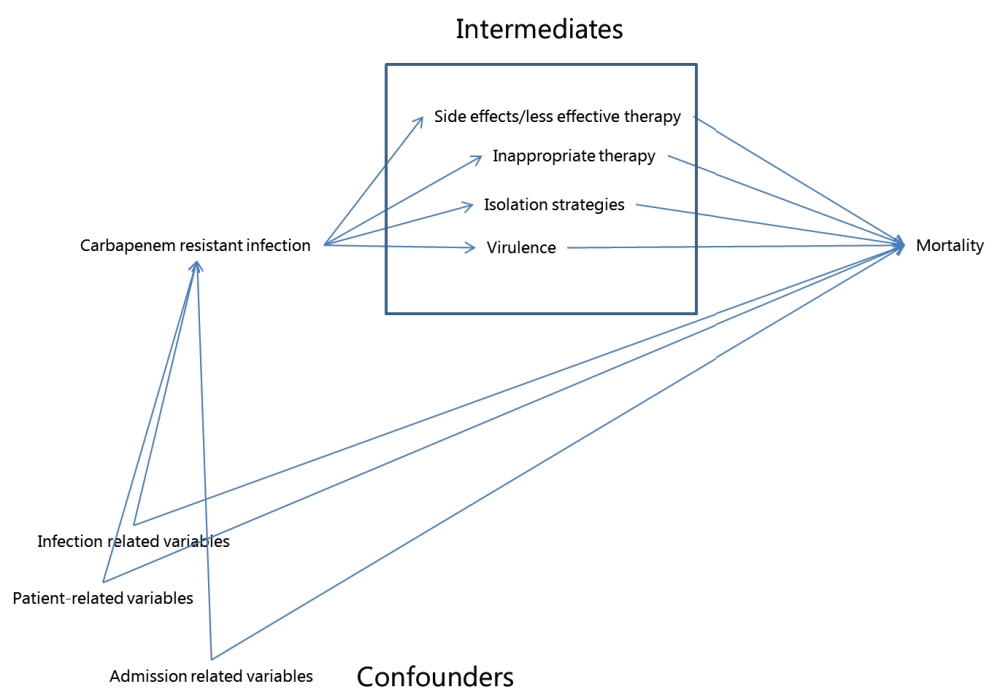 Intermediates
Side effects/less effective therapy
Inappropriate therapy
Isolation strategies
Carbapenem resistant infection
Virulence
Mortality
Infection related variables
Patient-related variables
Admission related variables
Confounders